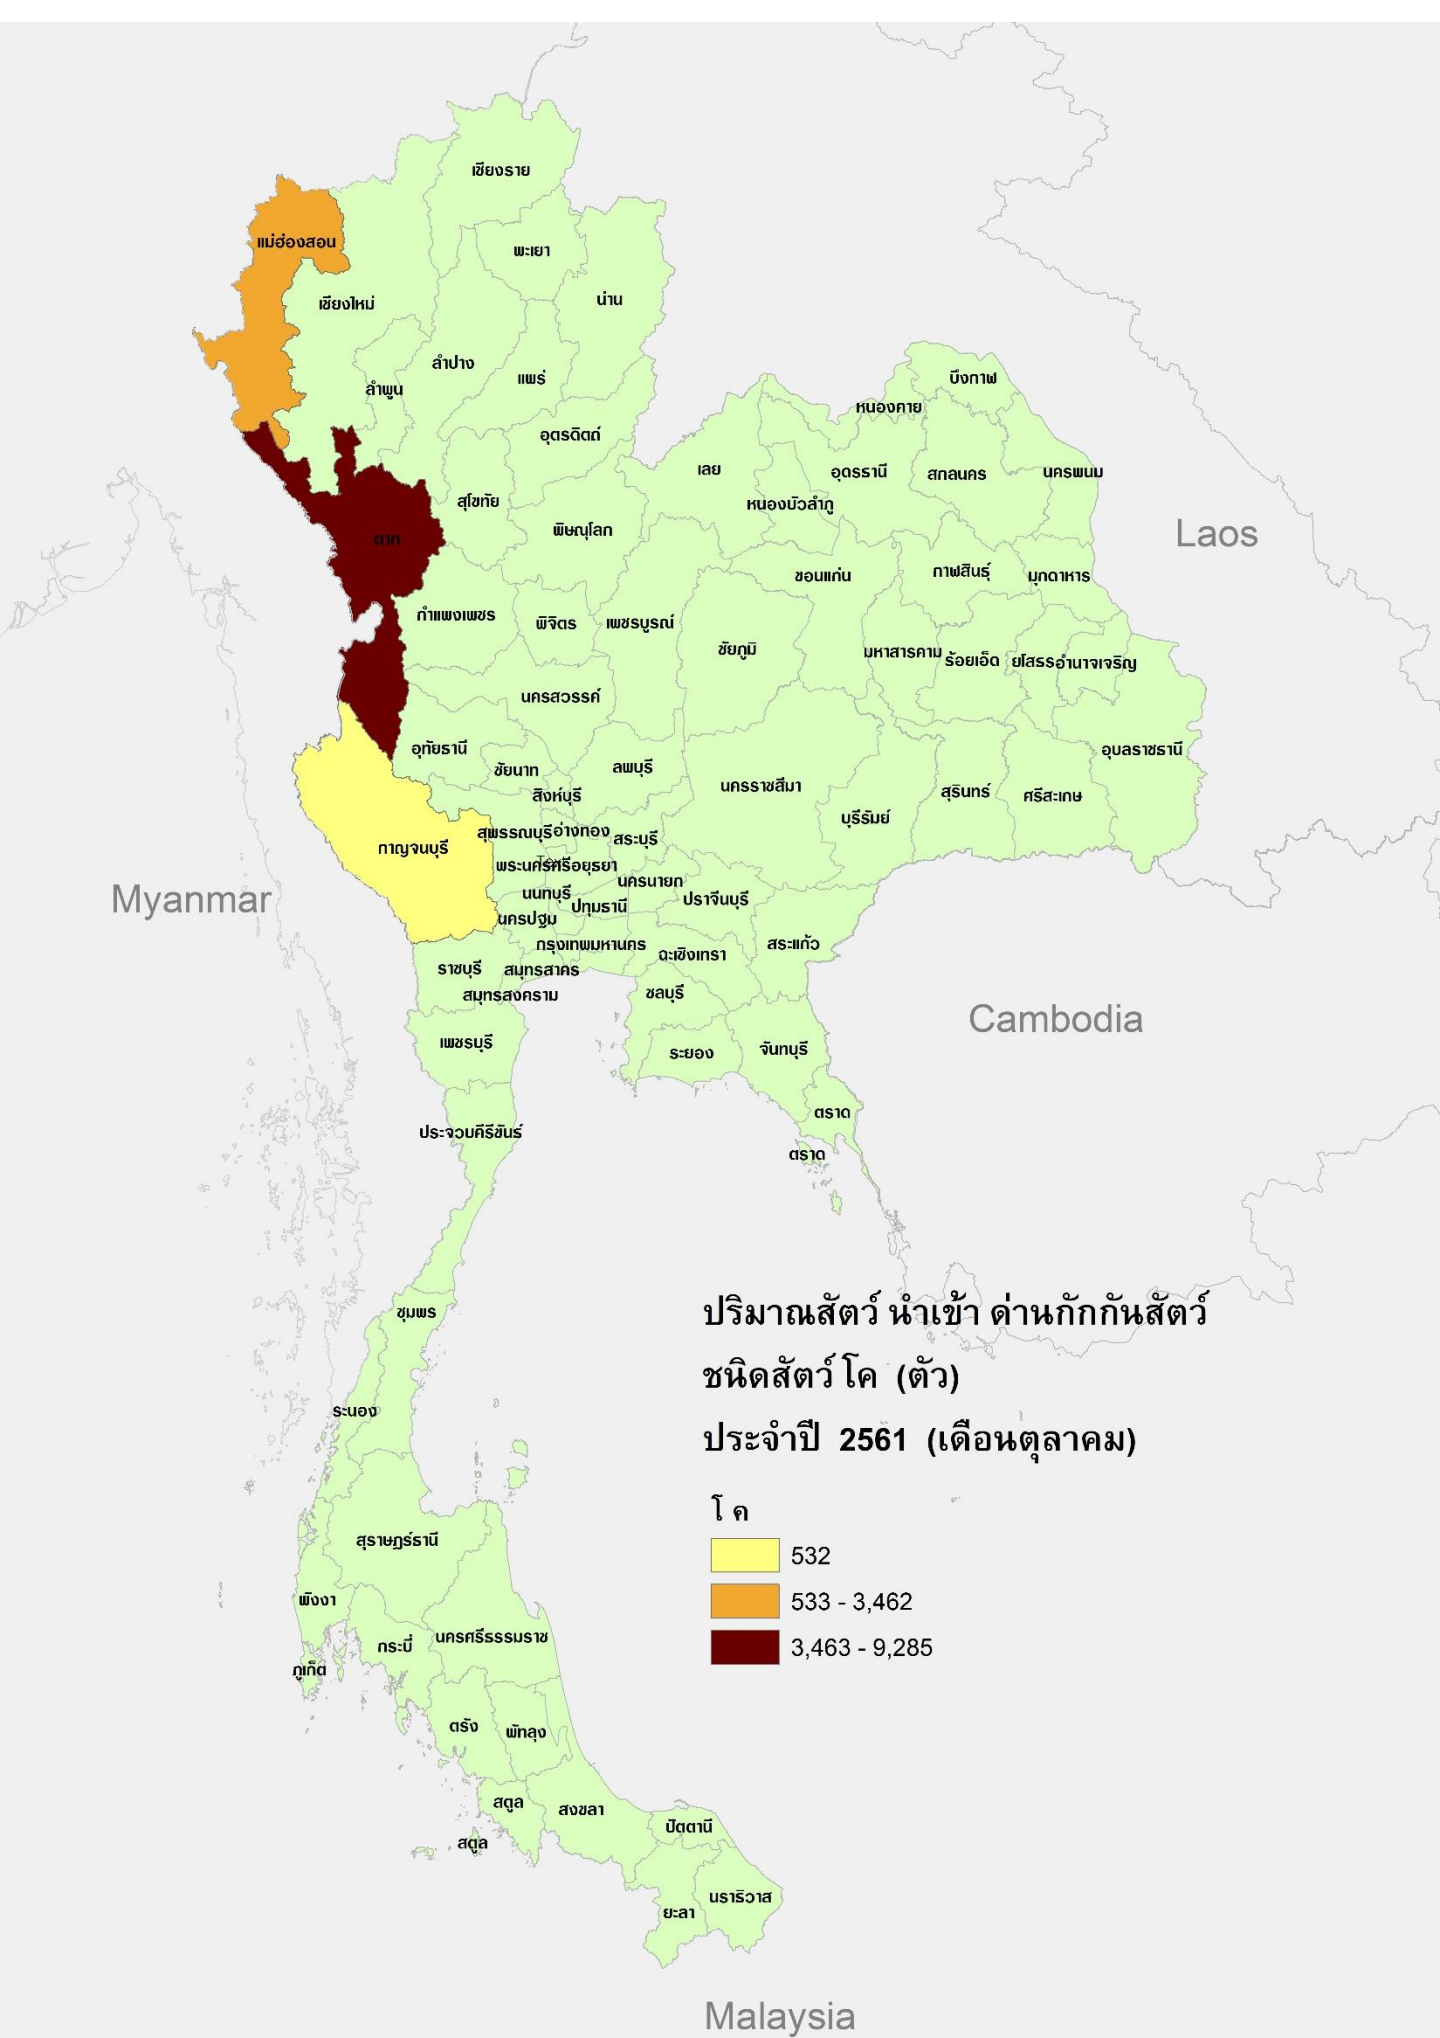 เชียงราย
แม่ฮ่องสอน
พะเยา
เชียงใหม่
น่าน
ลำปาง
แพร่
ลำพูน
บึงกาฬ
หนองคาย
อุตรดิตถ์
เลย
อุดรธานี
สกลนคร
นครพนม
สุโขทัย
หนองบัวลำภู
พิษณุโลก
Laos
ตาก
ขอนแก่น
กาฬสินธุ์
มุกดาหาร
กำแพงเพชร
พิจิตร
เพชรบูรณ์
ชัยภูมิ
มหาสารคาม
ร้อยเอ็ด
ยโสธร
อำนาจเจริญ
นครสวรรค์
อุทัยธานี
ชัยนาท
ลพบุรี
นครราชสีมา
อุบลราชธานี
สิงห์บุรี
บุรีรัมย์
สุรินทร์
ศรีสะเกษ
กาญจนบุรี
สุพรรณบุรี
อ่างทอง
สระบุรี
พระนครศรีอยุธยา
นครนายก
Myanmar
นนทบุรี
ปทุมธานี
ปราจีนบุรี
นครปฐม
กรุงเทพมหานคร
ฉะเชิงเทรา
สระแก้ว
ราชบุรี
สมุทรสาคร
สมุทรสงคราม
ชลบุรี
Cambodia
เพชรบุรี
ระยอง
จันทบุรี
ตราด
ประจวบคีรีขันธ์
ตราด
ชุมพร
ระนอง
ปริมาณสัตว์ นำเข้า ด่านกักกันสัตว์
ชนิดสัตว์ โค (ตัว)
ประจำปี 2561 (เดือนตุลาคม)
โค
532
533 - 3,462
3,463 - 9,285
สุราษฎร์ธานี
พังงา
กระบี่
นครศรีธรรมราช
ภูเก็ต
ตรัง
พัทลุง
สตูล
สงขลา
สตูล
ปัตตานี
นราธิวาส
ยะลา
Malaysia